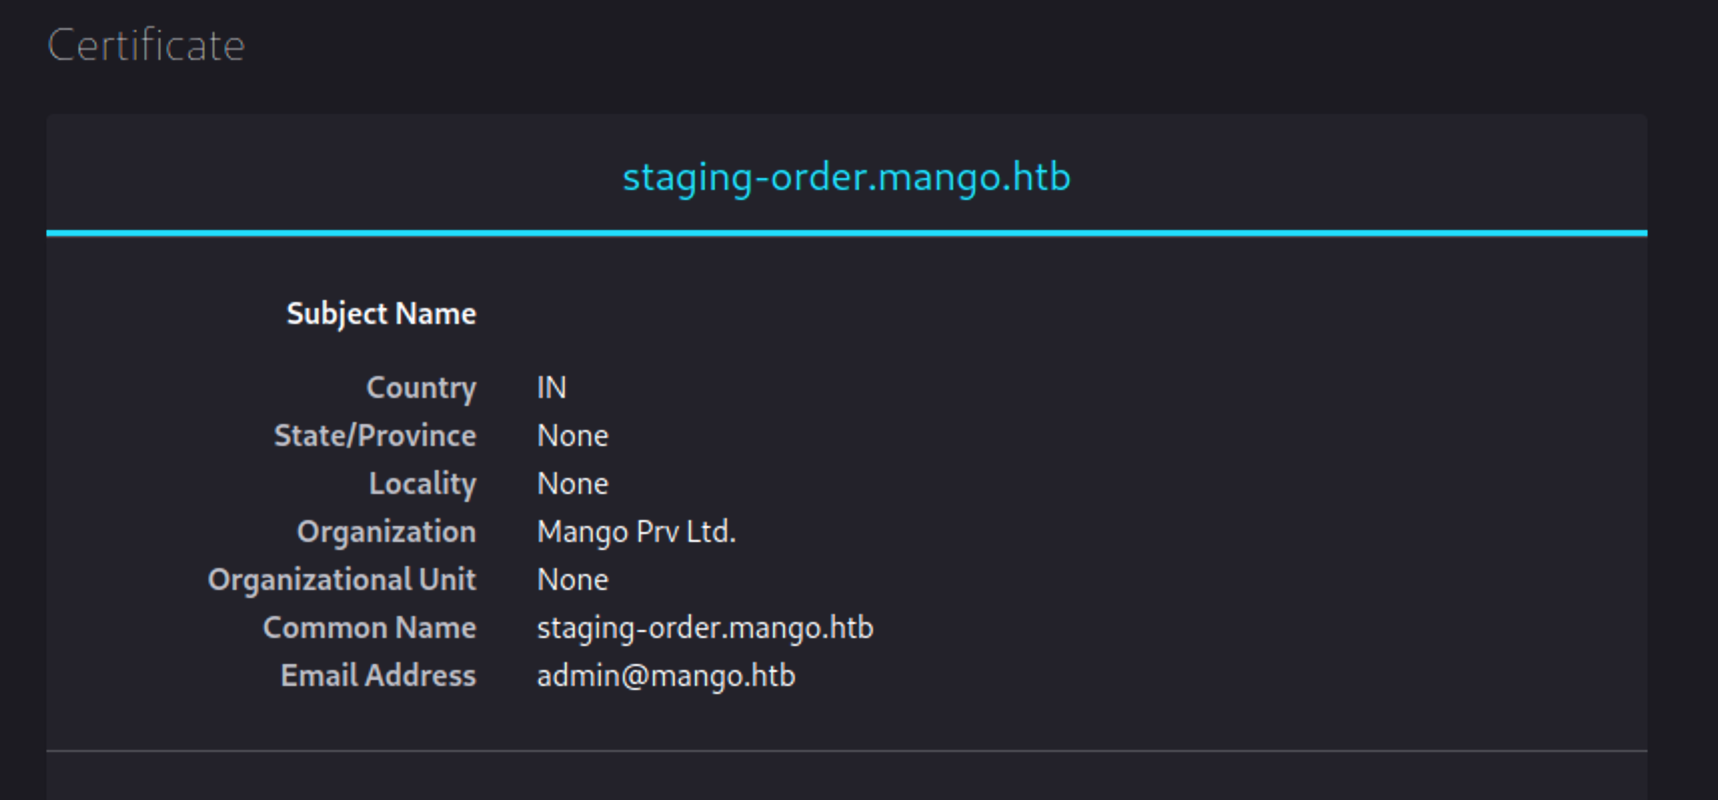 Certificate
staging-order.mango.htb
Subject Name
Country IN
State/Province None
Locality None
Organization Mango Prv Ltd.
Organizational Unit None
Common Name staging-order.mango.htb
Email Address admin@mango.htb